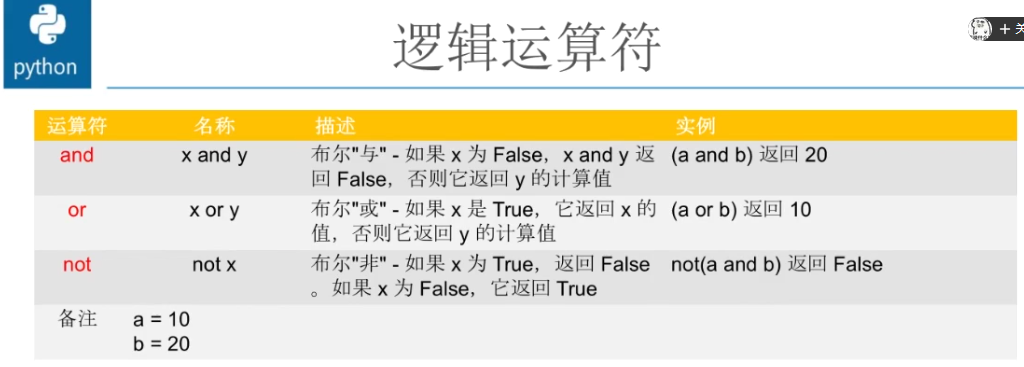 python
逻辑运算符
+ 关
运算符 名称 描述 实例
and x and y 布尔"与" - 如果 x 为 False，x and y 返 (a and b) 返回 20
回 False，否则它返回 y 的计算值
or x or y 布尔"或" - 如果 x 是 True，它返回 x 的 (a or b) 返回 10
值，否则它返回 y 的计算值
not not x 布尔"非" - 如果 x 为 True，返回 False not(a and b) 返回 False
。如果 x 为 False，它返回 True
备注 a = 10
b = 20